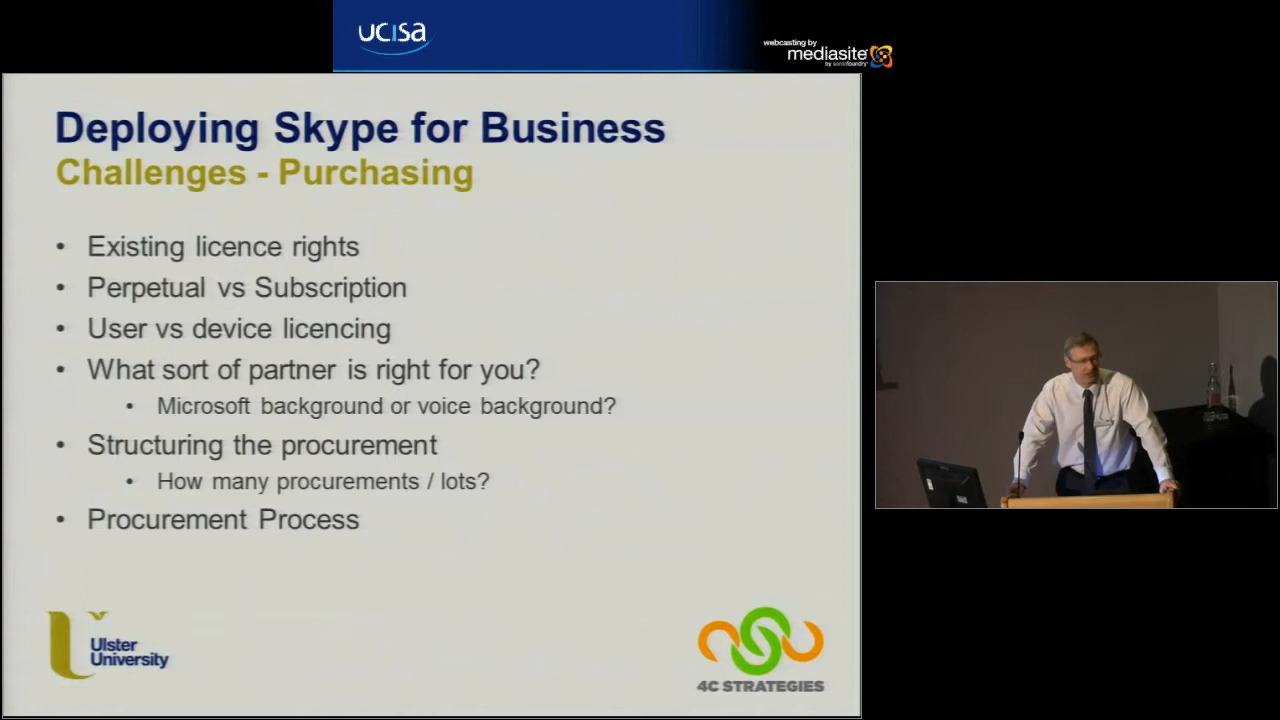 ucisa
webcasting by
mediasite
by sonicfoundry
Deploying Skype for Business
Challenges - Purchasing
• Existing licence rights
• Perpetual vs Subscription
• User vs device licencing
• What sort of partner is right for you?
• Microsoft background or voice background?
• Structuring the procurement
• How many procurements / lots?
• Procurement Process
Ulster
University
4C STRATEGIES